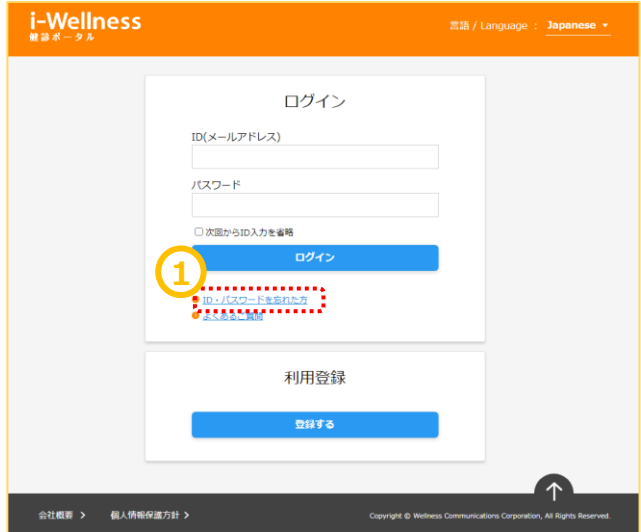 i-Wellness
健診ポータル
言語 / Language : Japanese
ログイン
ID(メールアドレス)
パスワード
次回からID入力を省略
ログイン
1
ID・パスワードを忘れた方
よくあるご質問
利用登録
登録する
会社概要
個人情報保護方針
Copyright © Wellness Communications Corporation, All Rights Reserved.